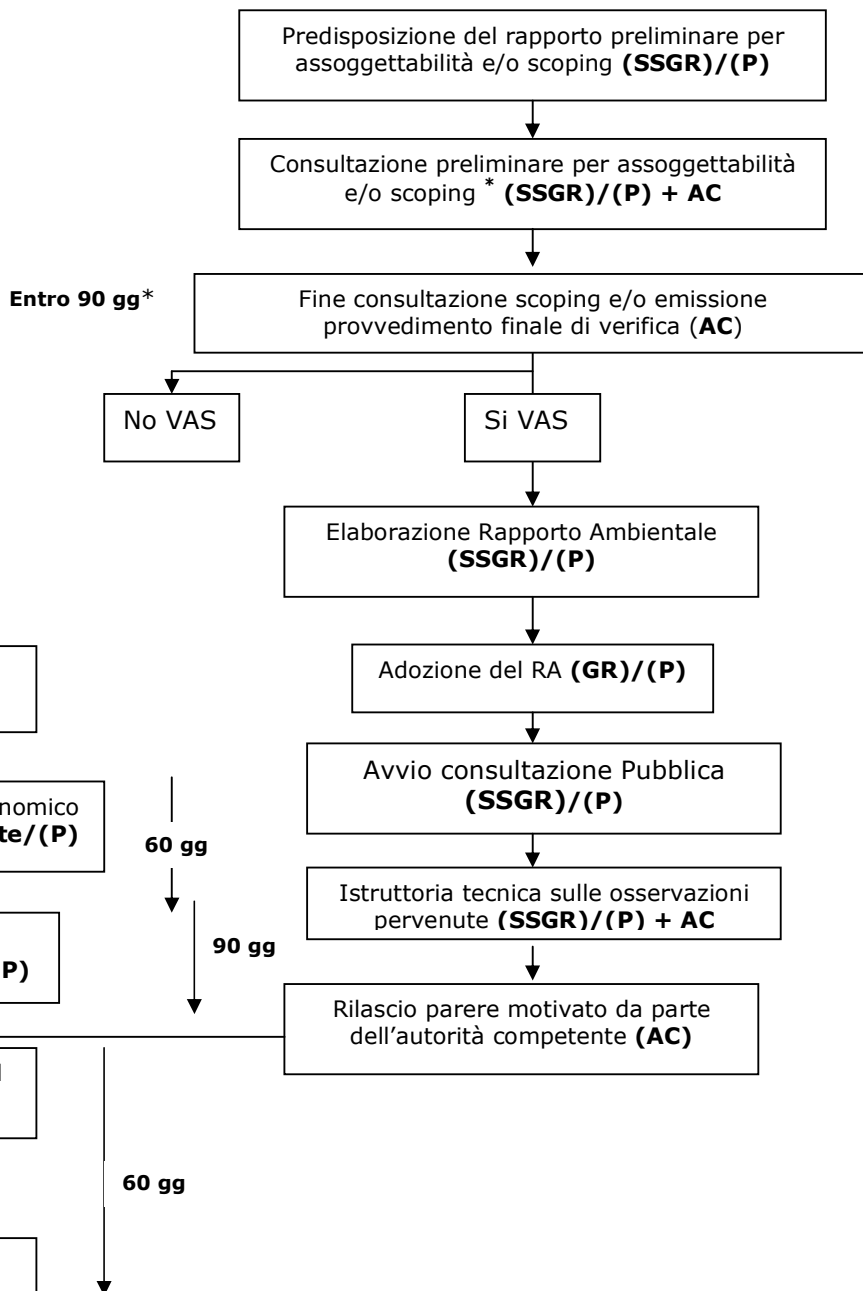 Predisposizione del rapporto preliminare per
assoggettabilità e/o scoping (SSGR)/(P)
Consultazione preliminare per assoggettabilità
e/o scoping * (SSGR)/(P) + AC
Entro 90 gg*
Fine consultazione scoping e/o emissione
provvedimento finale di verifica (AC)
No VAS
Si VAS
Elaborazione Rapporto Ambientale
(SSGR)/(P)
Adozione del RA (GR)/(P)
Avvio consultazione Pubblica
(SSGR)/(P)
nomico
te/(P)
60 gg
Istruttoria tecnica sulle osservazioni
pervenute (SSGR)/(P) + AC
P)
90 gg
Rilascio parere motivato da parte
dell'autorità competente (AC)
60 gg